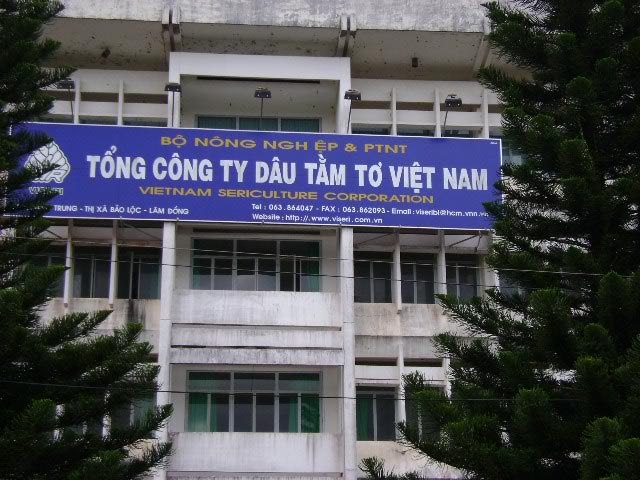 BỘ NÔNG NGHIỆP & PTNT
TỔNG CÔNG TY DÂU TẰM TƠ VIỆT NAM
VIETNAM SERICULTURE CORPORATION
TRUNG - THỊ XÃ BẢO LỘC - LÂM ĐỒNG
Tel : 063 .864047 - FAX : 063.862093 - Email : viseribl@hcm.vnn.vn
Website : http://www.viseri.com.vn